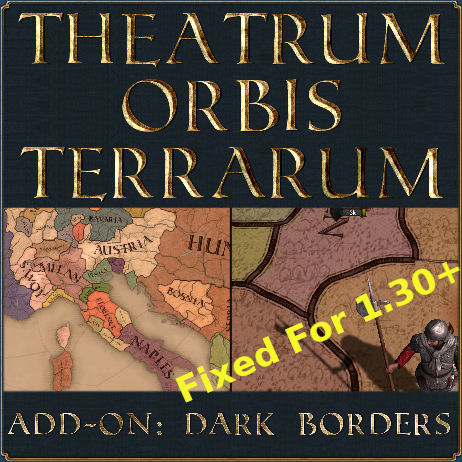 THEATRUM
ORBIS
TERRARUM
BAVARIA
AUSTRIA
HUN
MILAN
BOSNIA
NAPLES
Fixed For 1.30+
ADD-ON: DARK BORDERS